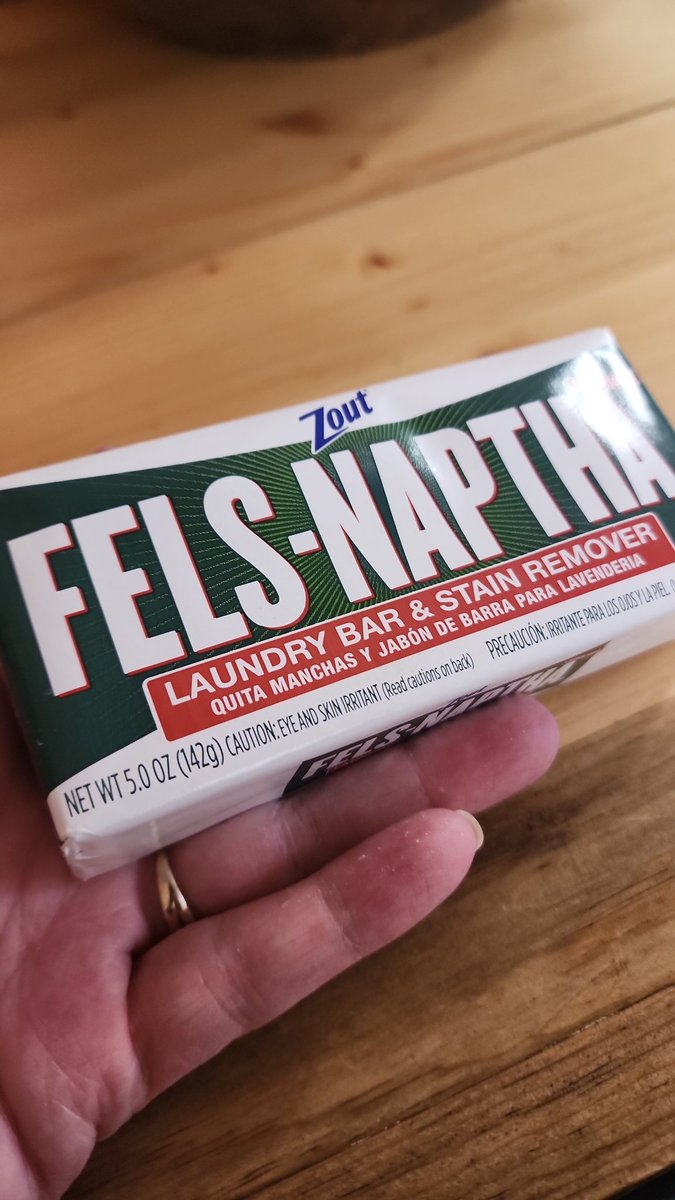 Zout
FELS-NAPTHA
LAUNDRY BAR & STAIN REMOVER
QUITA MANCHAS Y JABÓN DE BARRA PARA LAVENDERIA
NET WT 5.0 OZ (142g) CAUTION: EYE AND SKIN IRRITANT (Read cautions on back) PRECAUCIÓN: IRRITANTE PARA LOS OJOS Y LA PIEL.
FELS-NAPTHA